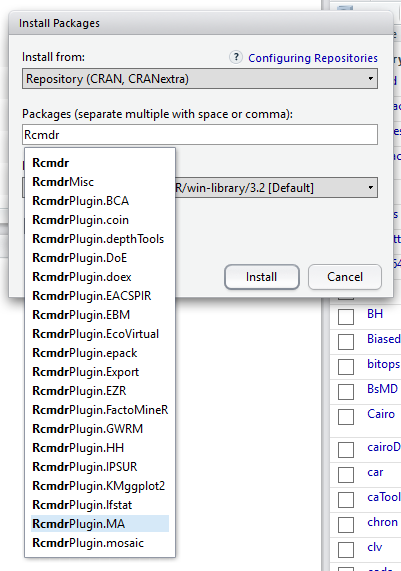 Install Packages
Install from:
? Configuring Repositories
Repository (CRAN, CRANextra)
Packages (separate multiple with space or comma):
Rcmdr
Rcmdr
RcmdrMisc
RcmdrPlugin.BCA
RcmdrPlugin.coin
RcmdrPlugin.depthTools
RcmdrPlugin.DoE
RcmdrPlugin.doex
RcmdrPlugin.EACSPIR
RcmdrPlugin.EBM
RcmdrPlugin.EcoVirtual
RcmdrPlugin.epack
RcmdrPlugin.Export
RcmdrPlugin.EZR
RcmdrPlugin.FactoMineR
RcmdrPlugin.GWRM
RcmdrPlugin.HH
RcmdrPlugin.IPSUR
RcmdrPlugin.KMggplot2
RcmdrPlugin.lfstat
RcmdrPlugin.MA
RcmdrPlugin.mosaic
R/win-library/3.2 [Default]
Install
Cancel
BH
Biased
bitops
BsMD
Cairo
cairoD
car
caToo
chron
clv